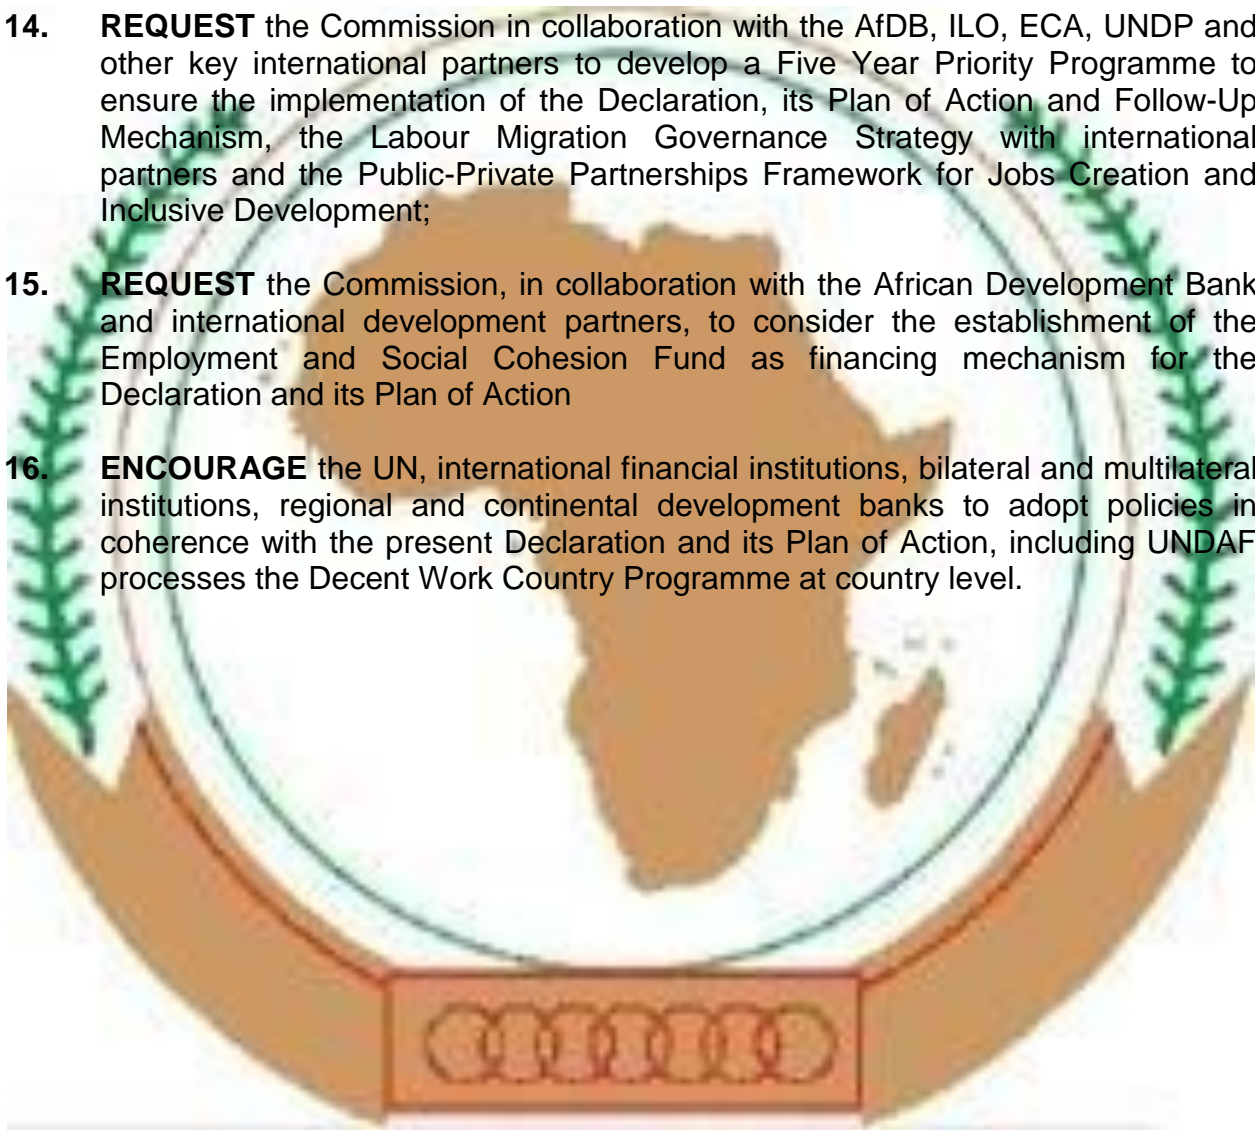 14. REQUEST the Commission in collaboration with the AfDB, ILO, ECA, UNDP and
other key international partners to develop a Five Year Priority Programme to
ensure the implementation of the Declaration, its Plan of Action and Follow-Up
Mechanism, the Labour Migration Governance Strategy with international
partners and the Public-Private Partnerships Framework for Jobs Creation and
Inclusive Development;
15. REQUEST the Commission, in collaboration with the African Development Bank
and international development partners, to consider the establishment of the
Employment and Social Cohesion Fund as financing mechanism for the
Declaration and its Plan of Action
16. ENCOURAGE the UN, international financial institutions, bilateral and multilateral
institutions, regional and continental development banks to adopt policies in
coherence with the present Declaration and its Plan of Action, including UNDAF
processes the Decent Work Country Programme at country level.